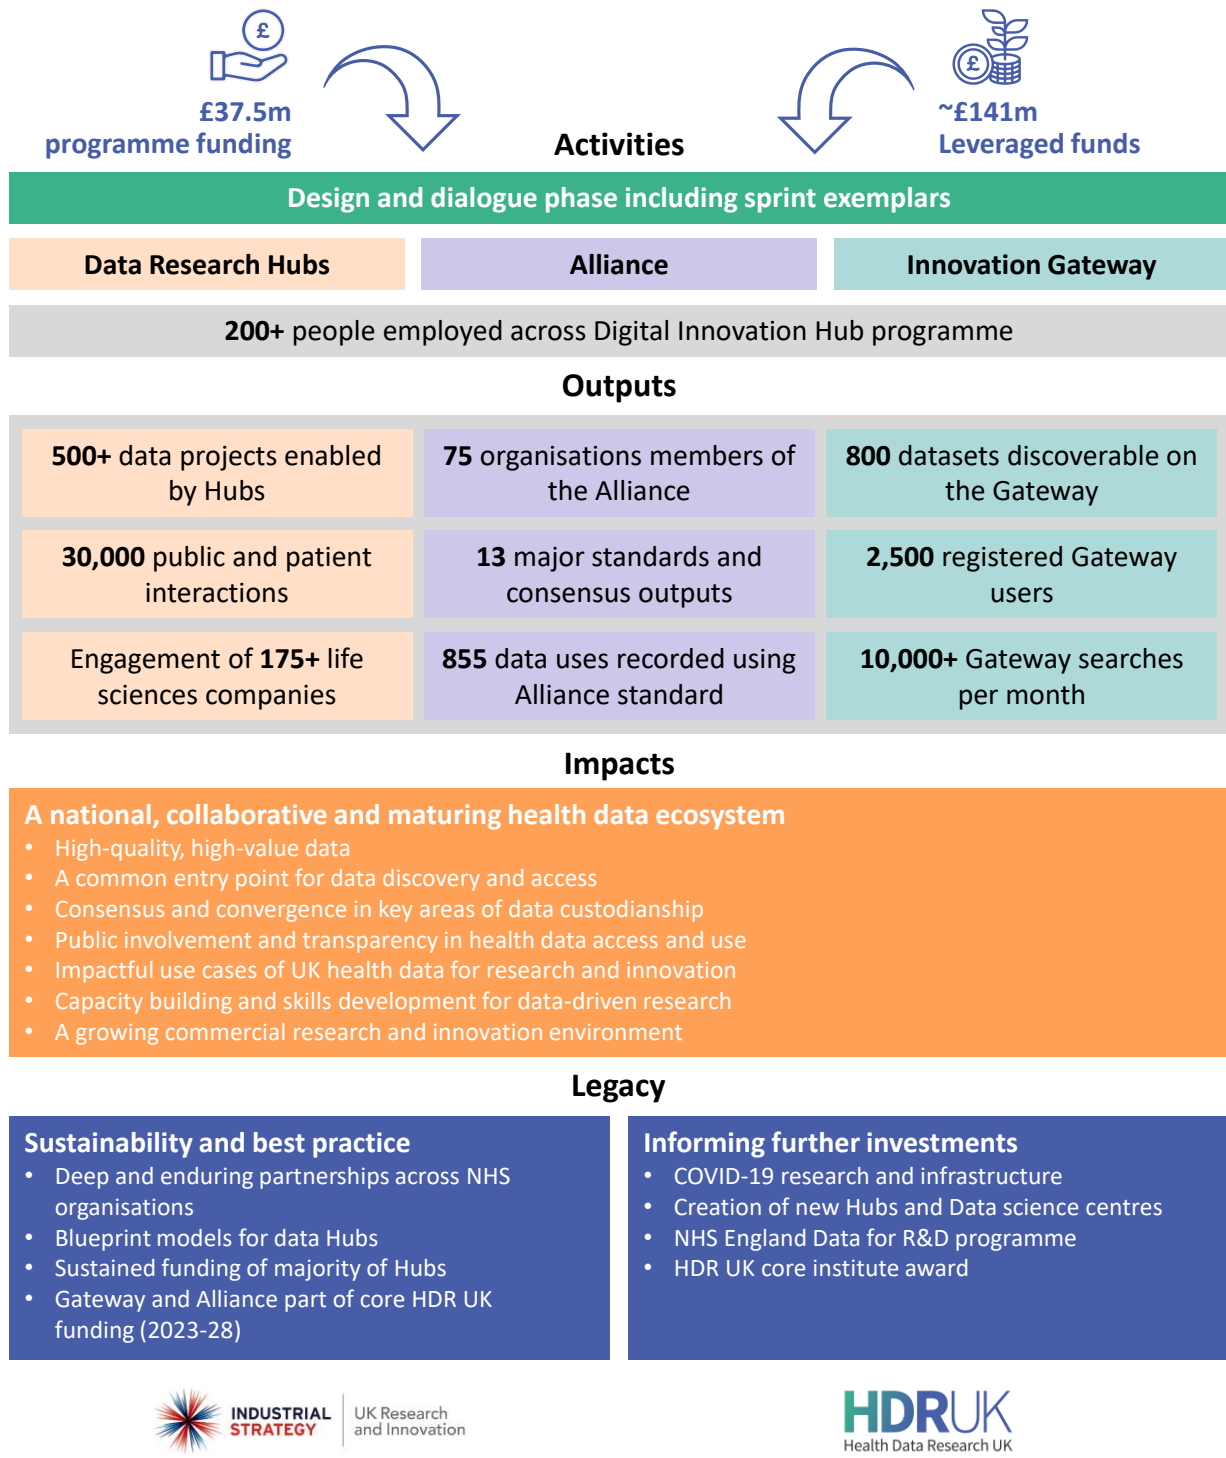 £
£
£37.5m
programme funding
~£141m
Leveraged funds
Activities
Design and dialogue phase including sprint exemplars
Data Research Hubs
Alliance
Innovation Gateway
200+ people employed across Digital Innovation Hub programme
Outputs
500+ data projects enabled
by Hubs
75 organisations members of
the Alliance
800 datasets discoverable on
the Gateway
30,000 public and patient
interactions
13 major standards and
consensus outputs
2,500 registered Gateway
users
Engagement of 175+ life
sciences companies
855 data uses recorded using
Alliance standard
10,000+ Gateway searches
per month
Impacts
A national, collaborative and maturing health data ecosystem
• High-quality, high-value data
• A common entry point for data discovery and access
• Consensus and convergence in key areas of data custodianship
• Public involvement and transparency in health data access and use
• Impactful use cases of UK health data for research and innovation
• Capacity building and skills development for data-driven research
• A growing commercial research and innovation environment
Legacy
Sustainability and best practice
• Deep and enduring partnerships across NHS
organisations
• Blueprint models for data Hubs
• Sustained funding of majority of Hubs
• Gateway and Alliance part of core HDR UK
funding (2023-28)
Informing further investments
• COVID-19 research and infrastructure
• Creation of new Hubs and Data science centres
• NHS England Data for R&D programme
• HDR UK core institute award
INDUSTRIAL
STRATEGY
UK Research
and Innovation
HDRUK
Health Data Research UK